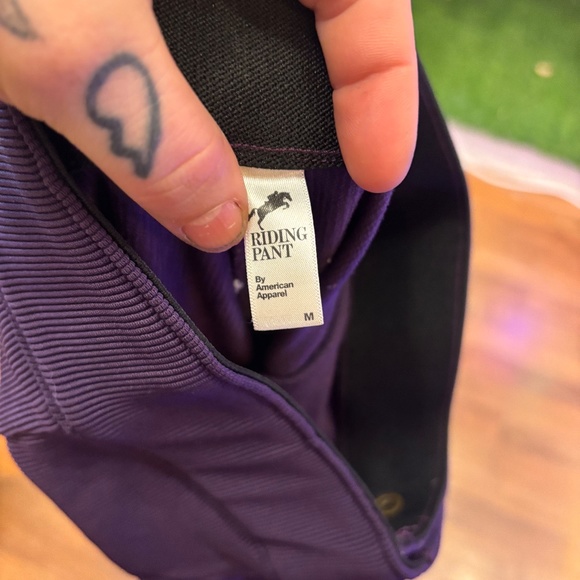 RIDING
PANT
By
American
Apparel
M